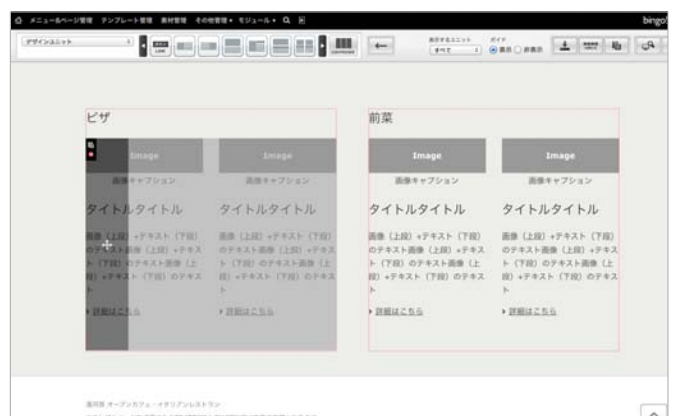 メニュー&ページ管理 テンプレート管理 素材管理 その他管理 モジュール
bingo!
デザインユニット
LINK
CONTAINER
表示するユニット
すべて
ガイド
表示 非表示
ピザ
前菜
Image
Image
Image
Image
画像キャプション
画像キャプション
画像キャプション
画像キャプション
タイトルタイトル
タイトルタイトル
タイトルタイトル
タイトルタイトル
画像（上段）+テキスト（下段）のテキスト画像（上段）+テキスト（下段）のテキスト画像（上段）+テキスト（下段）のテキスト
画像（上段）+テキスト（下段）のテキスト画像（上段）+テキスト（下段）のテキスト画像（上段）+テキスト（下段）のテキスト
画像（上段）+テキスト（下段）のテキスト画像（上段）+テキスト（下段）のテキスト画像（上段）+テキスト（下段）のテキスト
画像（上段）+テキスト（下段）のテキスト画像（上段）+テキスト（下段）のテキスト画像（上段）+テキスト（下段）のテキスト
詳細はこちら
詳細はこちら
詳細はこちら
詳細はこちら
オープンカフェ・イタリアンレストラン